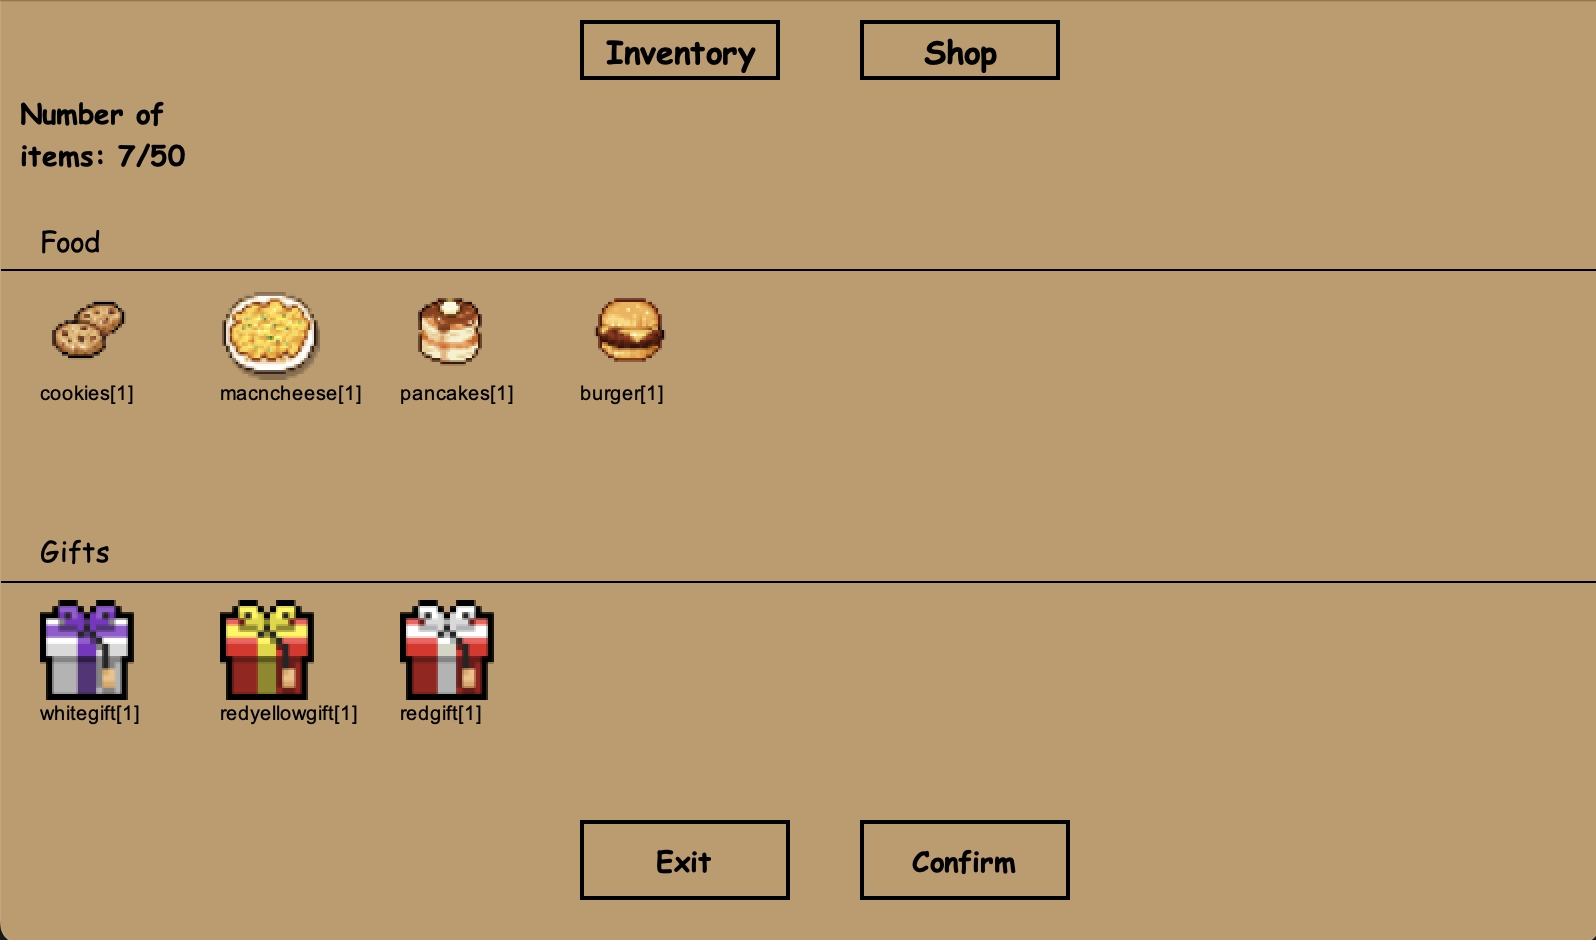 Inventory
Shop
Number of
items: 7/50
Food
cookies[1]
macncheese[1]
pancakes[1]
burger[1]
Gifts
whitegift[1]
redyellowgift[1]
redgift[1]
Exit
Confirm